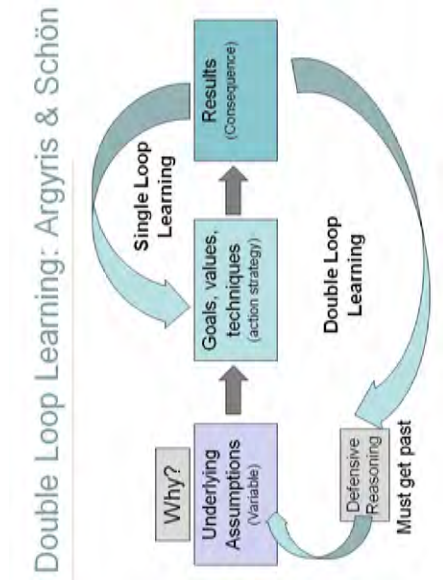 Double Loop Learning: Argyris & Schön
Why?
Underlying
Assumptions
(Variable)
Goals, values,
techniques
(action strategy)
Results
(Consequence)
Single Loop
Learning
Double Loop
Learning
Defensive
Reasoning
Must get past